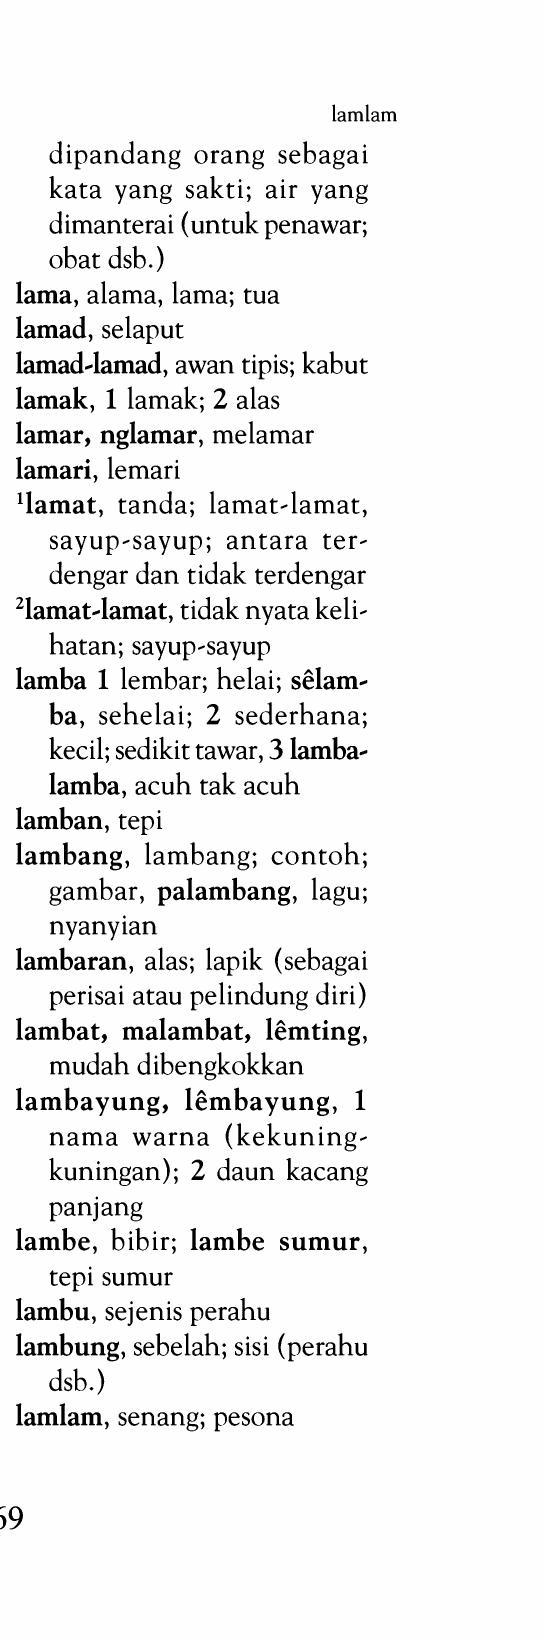 lamlam
dipandang orang sebagai
kata yang sakti; air yang
dimanterai (untuk penawar;
obat dsb.)
lama, alama, lama; tua
lamad, selaput
lamad-lamad, awan tipis; kabut
lamak, 1 lamak; 2 alas
lamar, nglamar, melamar
lamari, lemari
¹lamat, tanda; lamat-lamat,
sayup-sayup; antara ter-
dengar dan tidak terdengar
²lamat-lamat, tidak nyata keli-
hatan; sayup-sayup
lamba 1 lembar; helai; sêlam-
ba, sehelai; 2 sederhana;
kecil; sedikit tawar, 3 lamba-
lamba, acuh tak acuh
lamban, tepi
lambang, lambang; contoh;
gambar, palambang, lagu;
nyanyian
lambaran, alas; lapik (sebagai
perisai atau pelindung diri)
lambat, malambat, lêmting,
mudah dibengkokkan
lambayung, lêmbayung, 1
nama warna (kekuning-
kuningan); 2 daun kacang
panjang
lambe, bibir; lambe sumur,
tepi sumur
lambu, sejenis perahu
lambung, sebelah; sisi (perahu
dsb.)
lamlam, senang; pesona
69